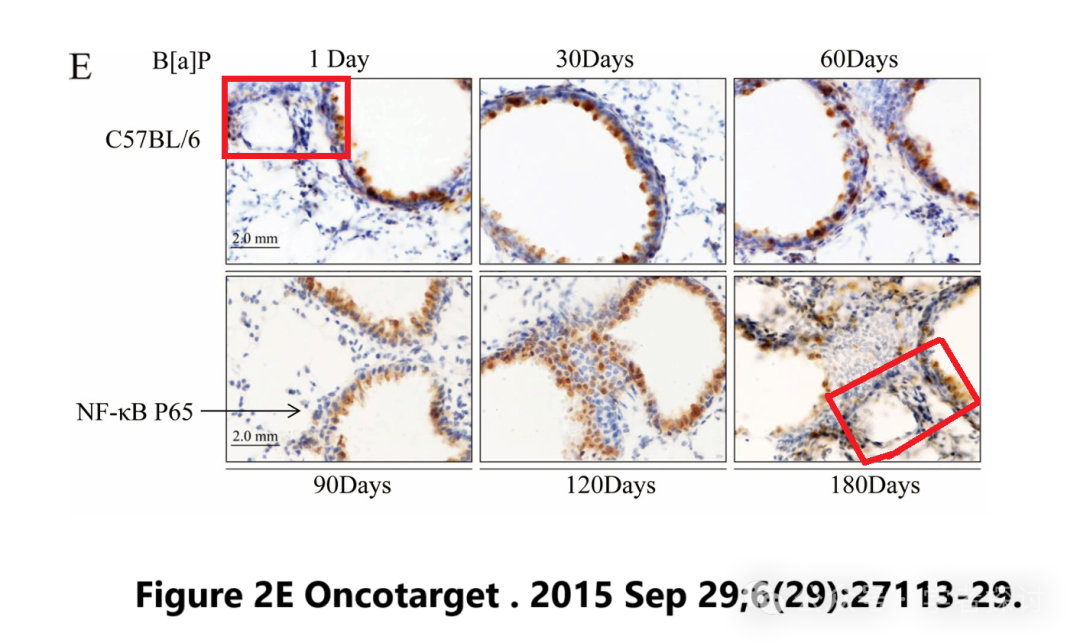 E
B[a]P
1 Day
30Days
60Days
C57BL/6
2.0 mm
NF-κB P65
2.0 mm
90Days
120Days
180Days
Figure 2E Oncotarget . 2015 Sep 29;6(29):27113-29.